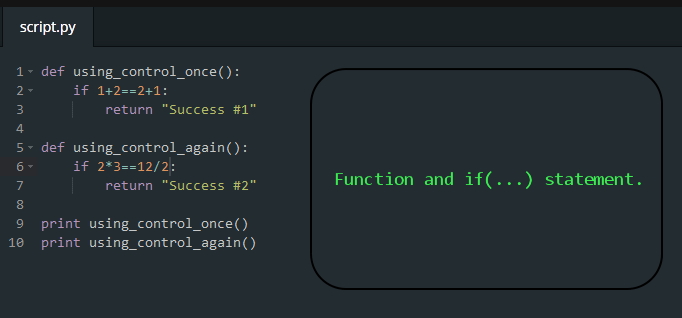 script.py
1 def using_control_once():
2     if 1+2==2+1:
3         return "Success #1"
4
5 def using_control_again():
6     if 2*3==12/2:
7         return "Success #2"
8
9 print using_control_once()
10 print using_control_again()
Function and if(...) statement.